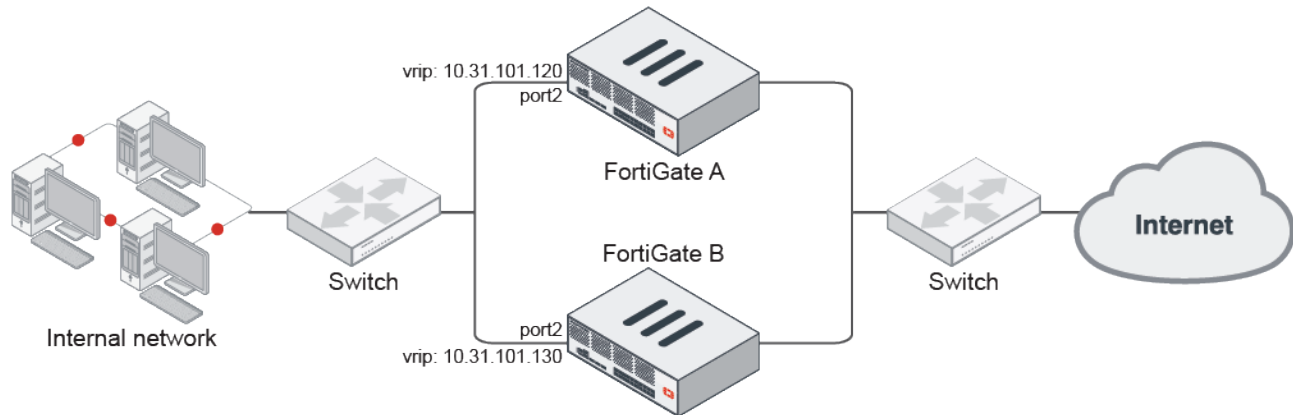 vrip: 10.31.101.120
port2
FortiGate A
Internal network
Switch
FortiGate B
port2
vrip: 10.31.101.130
Switch
Internet